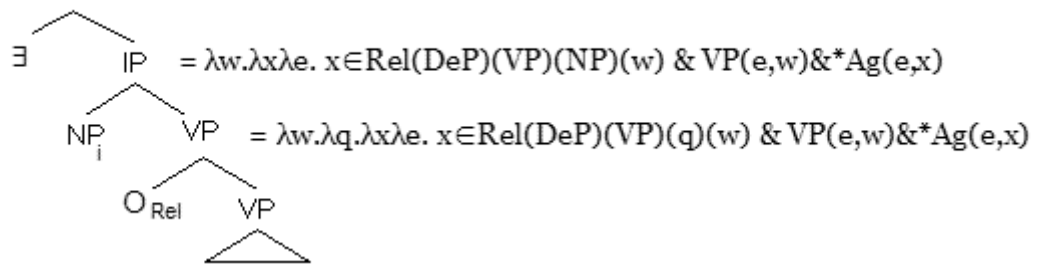 ∃ IP = λw.λxλe. x∈Rel(DeP)(VP)(NP)(w) & VP(e,w)&*Ag(e,x)
NPi VP = λw.λq.λxλe. x∈Rel(DeP)(VP)(q)(w) & VP(e,w)&*Ag(e,x)
O Rel VP